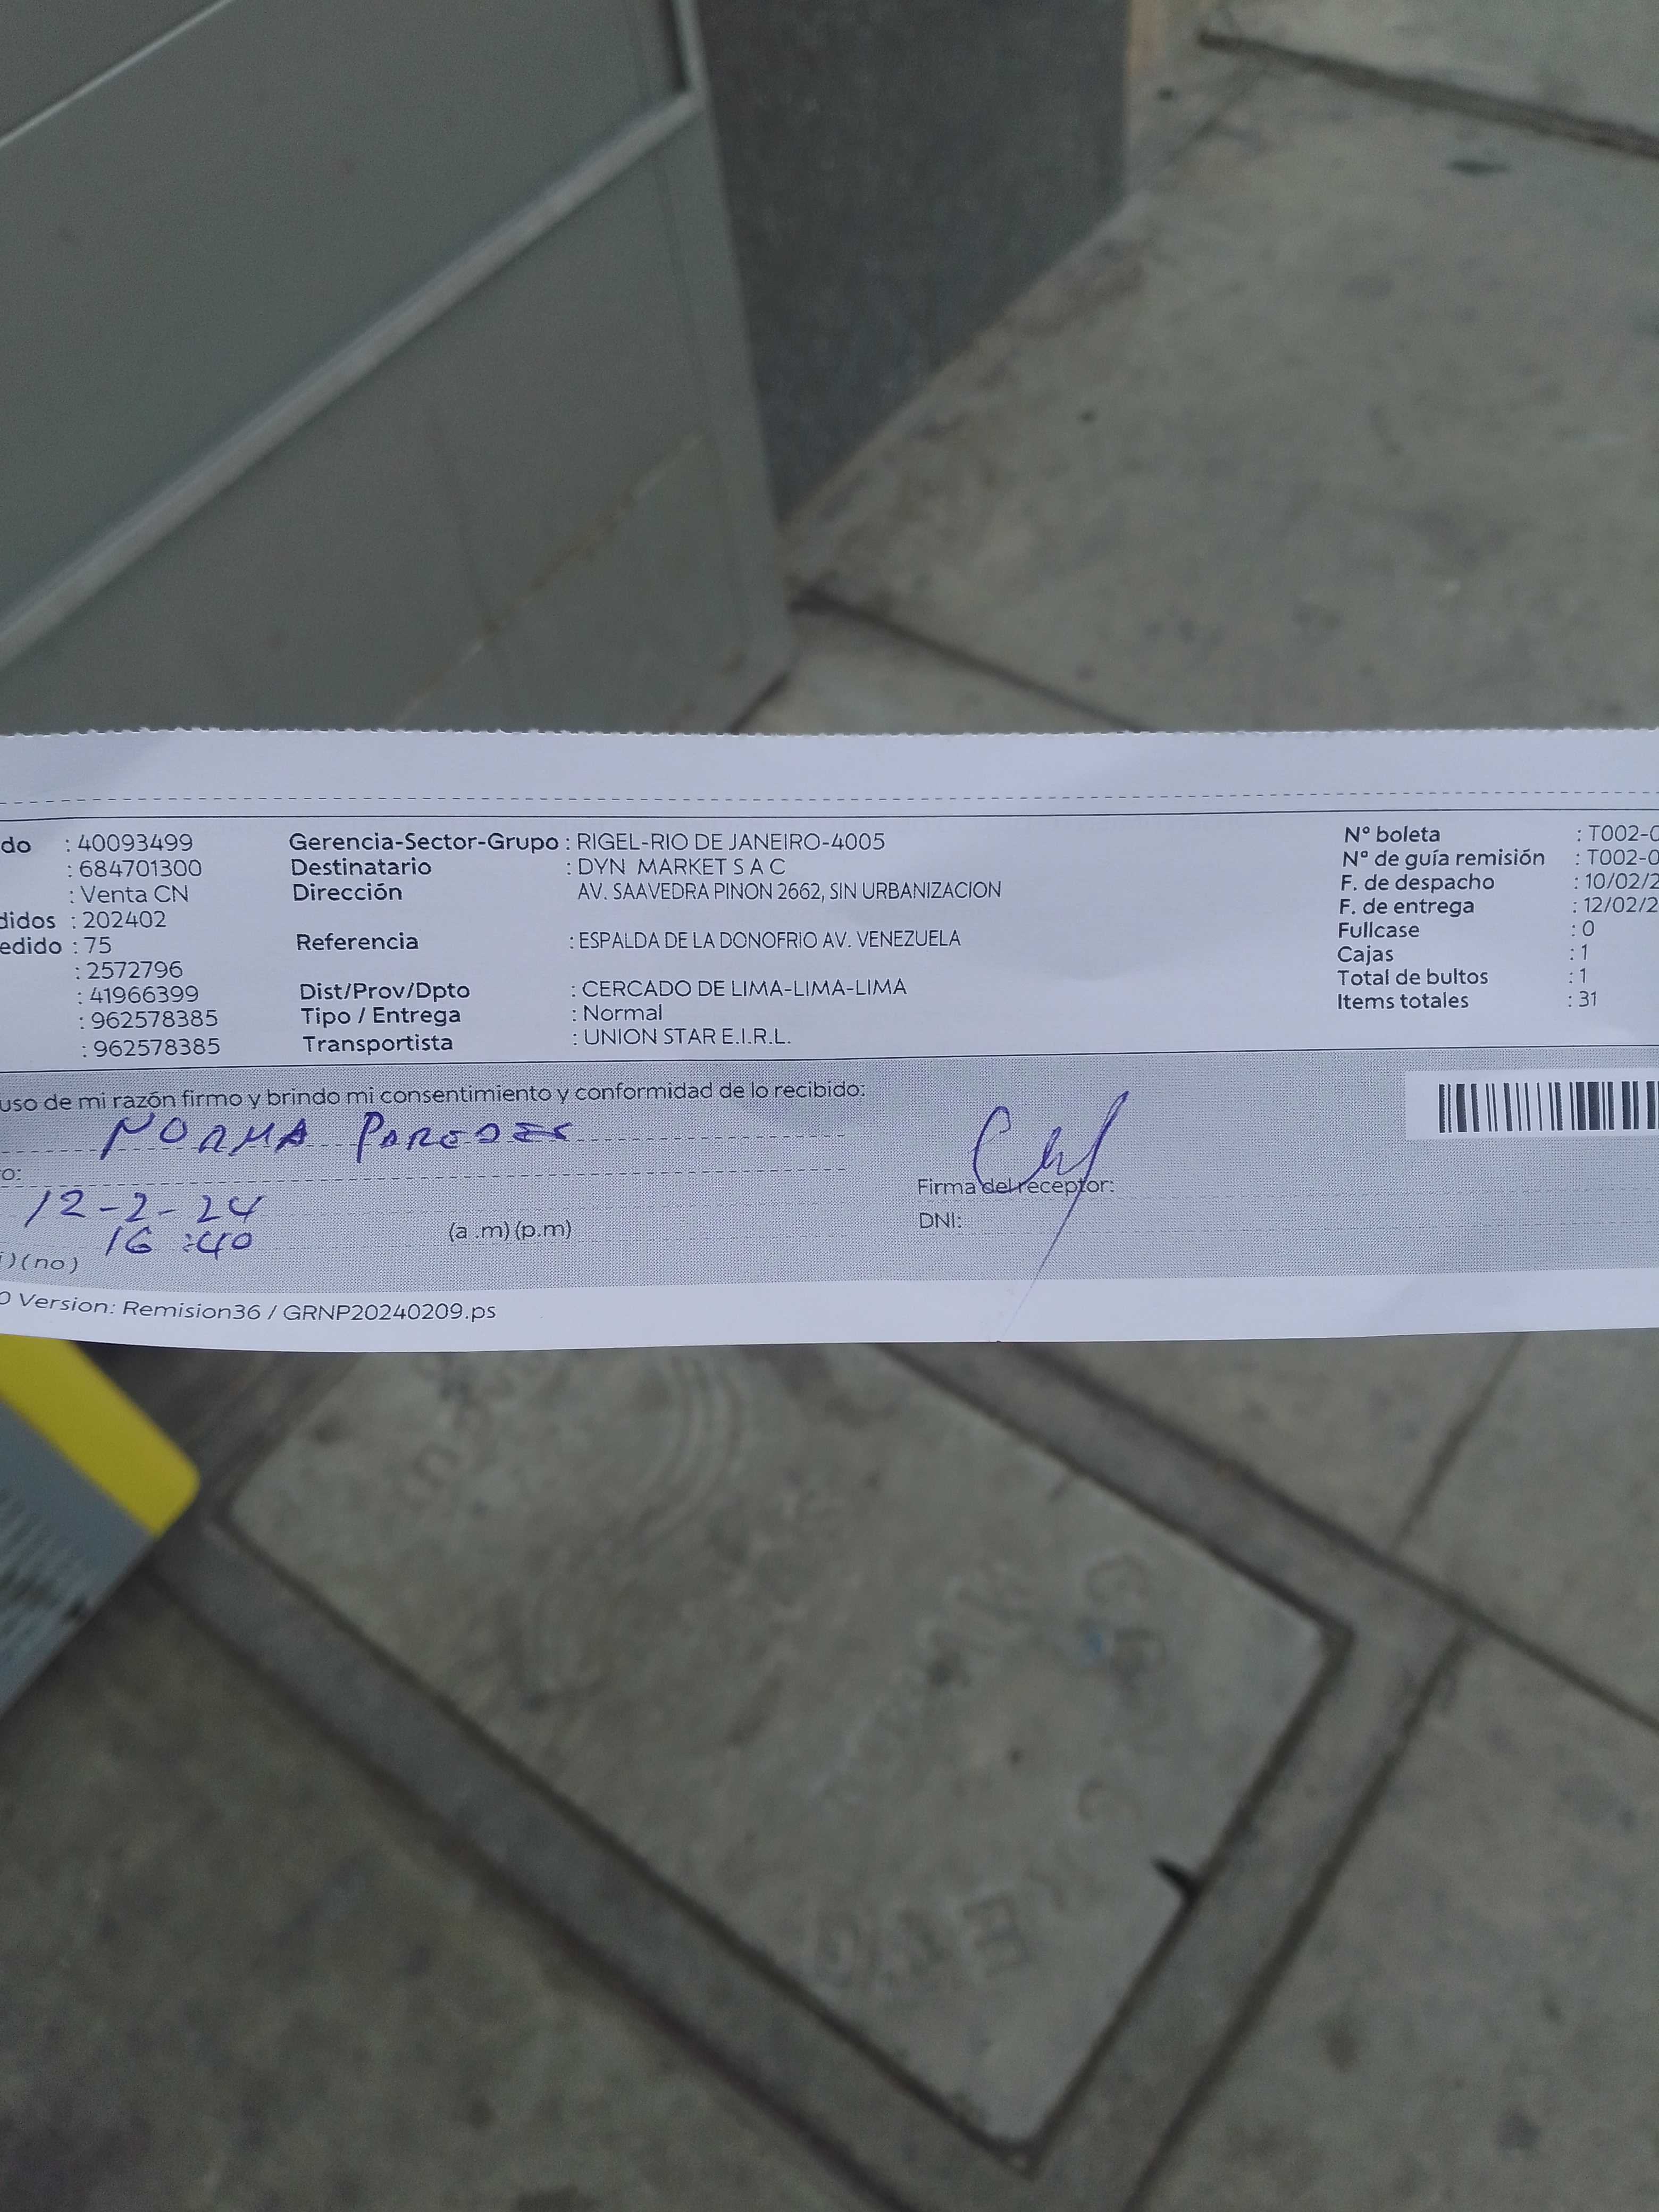 do : 40093499 Gerencia-Sector-Grupo : RIGEL-RIO DE JANEIRO-4005 N° boleta : T002-0
: 684701300 Destinatario : DYN MARKET S A C N° de guía remisión : T002-0
: Venta CN Dirección AV. SAAVEDRA PINON 2662, SIN URBANIZACION F. de despacho : 10/02/2
didos : 202402 F. de entrega : 12/02/2
edido : 75 Referencia : ESPALDA DE LA DONOFRIO AV. VENEZUELA Fullcase : 0
: 2572796 Cajas : 1
: 41966399 Dist/Prov/Dpto : CERCADO DE LIMA-LIMA-LIMA Total de bultos : 1
: 962578385 Tipo / Entrega : Normal Items totales : 31
: 962578385 Transportista : UNION STAR E.I.R.L.
uso de mi razón firmo y brindo mi consentimiento y conformidad de lo recibido:
NORMA PAREDES
o:
Firma del receptor:
12-2-24
DNI:
16:40 (a .m) (p.m)
) (no)
0 Version: Remision36 / GRNP20240209.ps